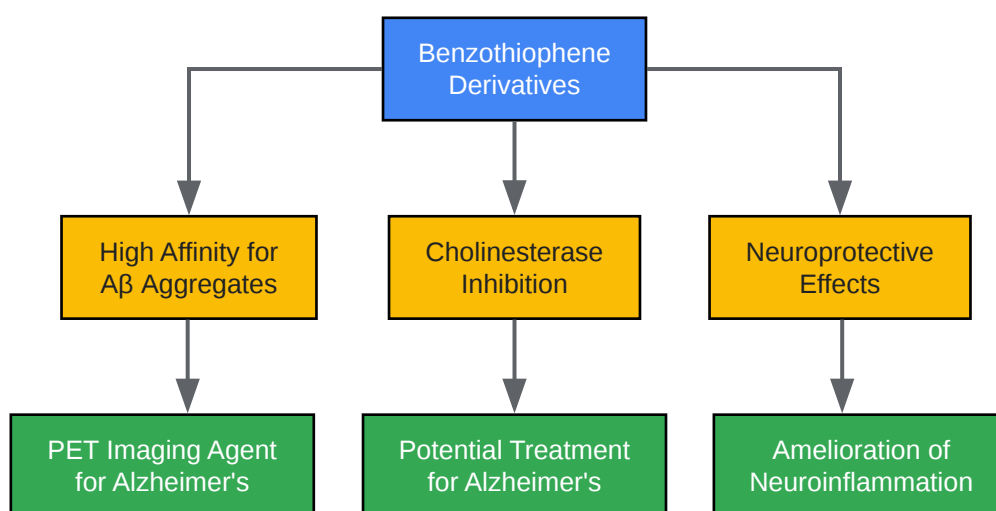 Benzothiophene
Derivatives
High Affinity for
Aβ Aggregates
Cholinesterase
Inhibition
Neuroprotective
Effects
PET Imaging Agent
for Alzheimer's
Potential Treatment
for Alzheimer's
Amelioration of
Neuroinflammation